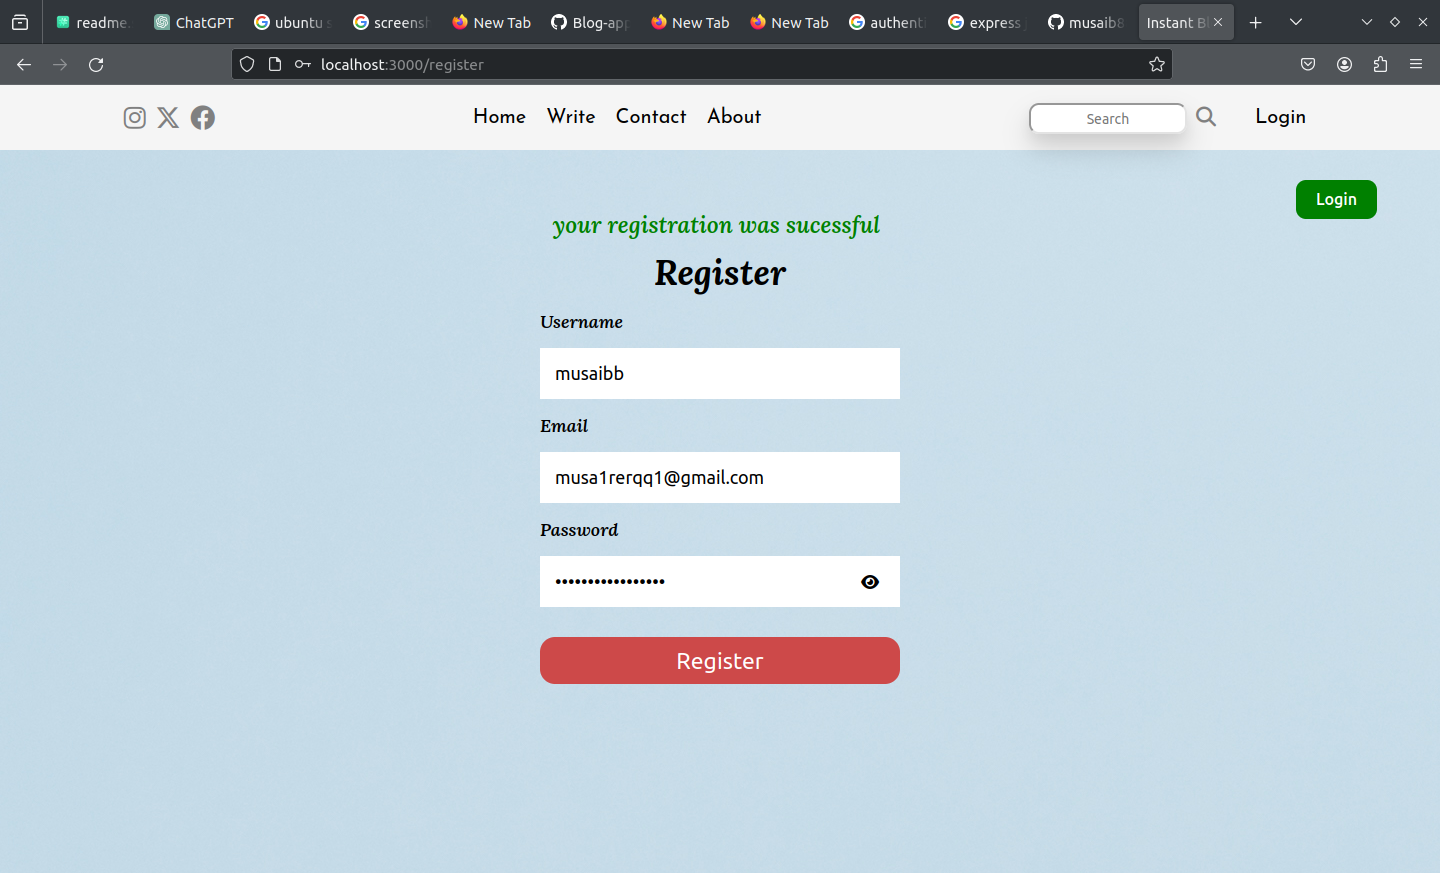 readme. ChatGPT ubuntu s screensh New Tab Blog-app New Tab New Tab authenti express j musaib8 Instant Bl
localhost:3000/register
Home Write Contact About Search Login
Login
your registration was sucessful
Register
Username
musaibb
Email
musa1rerqq1@gmail.com
Password
•••••••••••••••••
Register